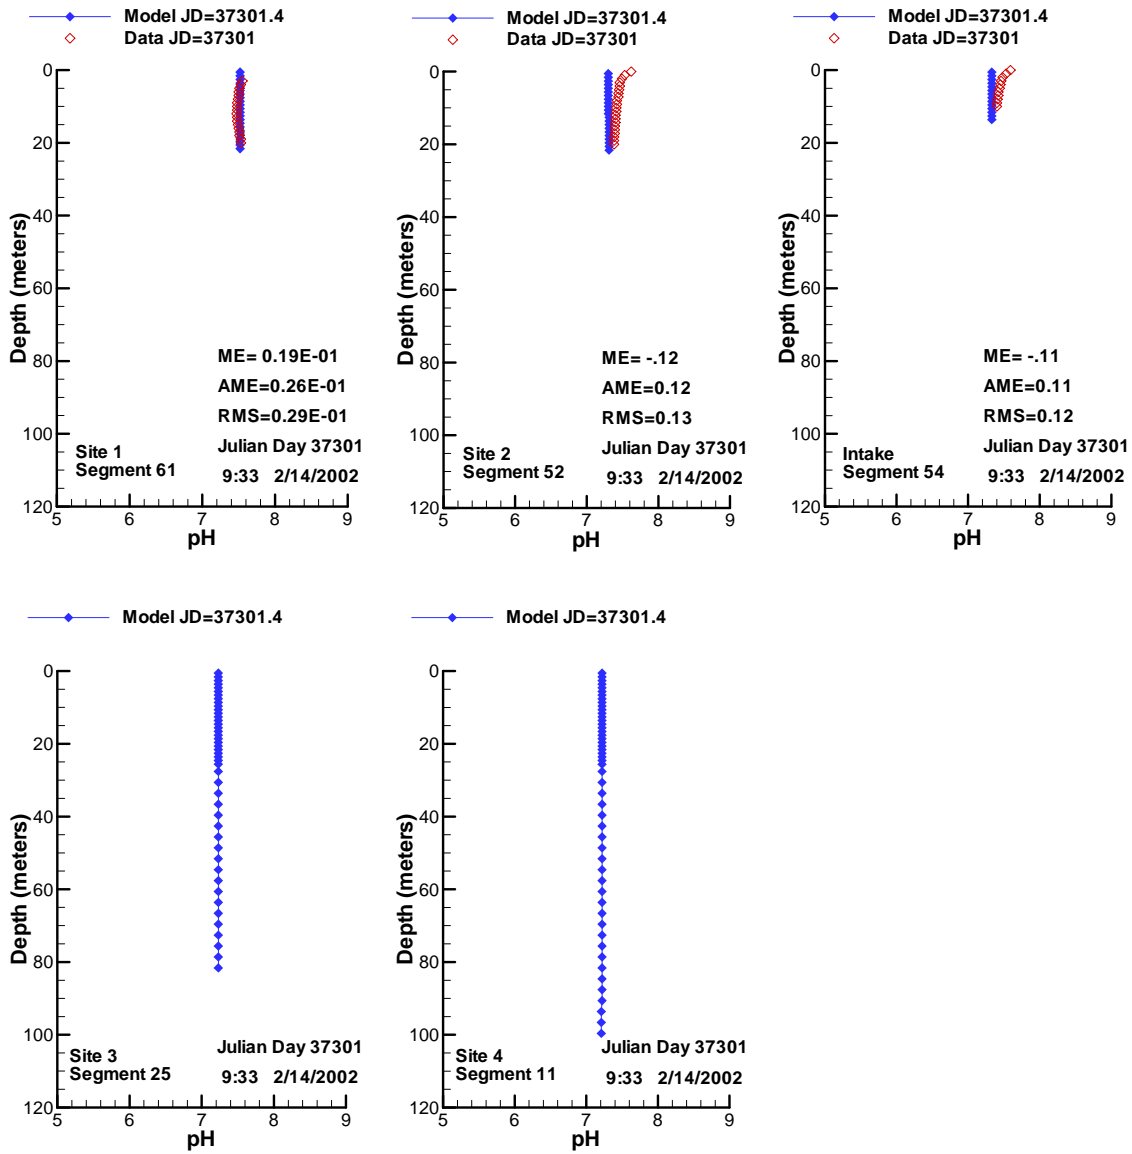 Model JD=37301.4
Data JD=37301
0
20
40
60
80
100
120
Depth (meters)
ME= 0.19E-01
AME=0.26E-01
RMS=0.29E-01
Julian Day 37301
9:33 2/14/2002
Site 1
Segment 61
5 6 7 8 9
pH
Model JD=37301.4
Data JD=37301
0
20
40
60
80
100
120
Depth (meters)
ME= -.12
AME=0.12
RMS=0.13
Julian Day 37301
9:33 2/14/2002
Site 2
Segment 52
5 6 7 8 9
pH
Model JD=37301.4
Data JD=37301
0
20
40
60
80
100
120
Depth (meters)
ME= -.11
AME=0.11
RMS=0.12
Julian Day 37301
9:33 2/14/2002
Intake
Segment 54
5 6 7 8 9
pH
Model JD=37301.4
0
20
40
60
80
100
120
Depth (meters)
Julian Day 37301
9:33 2/14/2002
Site 3
Segment 25
5 6 7 8 9
pH
Model JD=37301.4
0
20
40
60
80
100
120
Depth (meters)
Julian Day 37301
9:33 2/14/2002
Site 4
Segment 11
5 6 7 8 9
pH